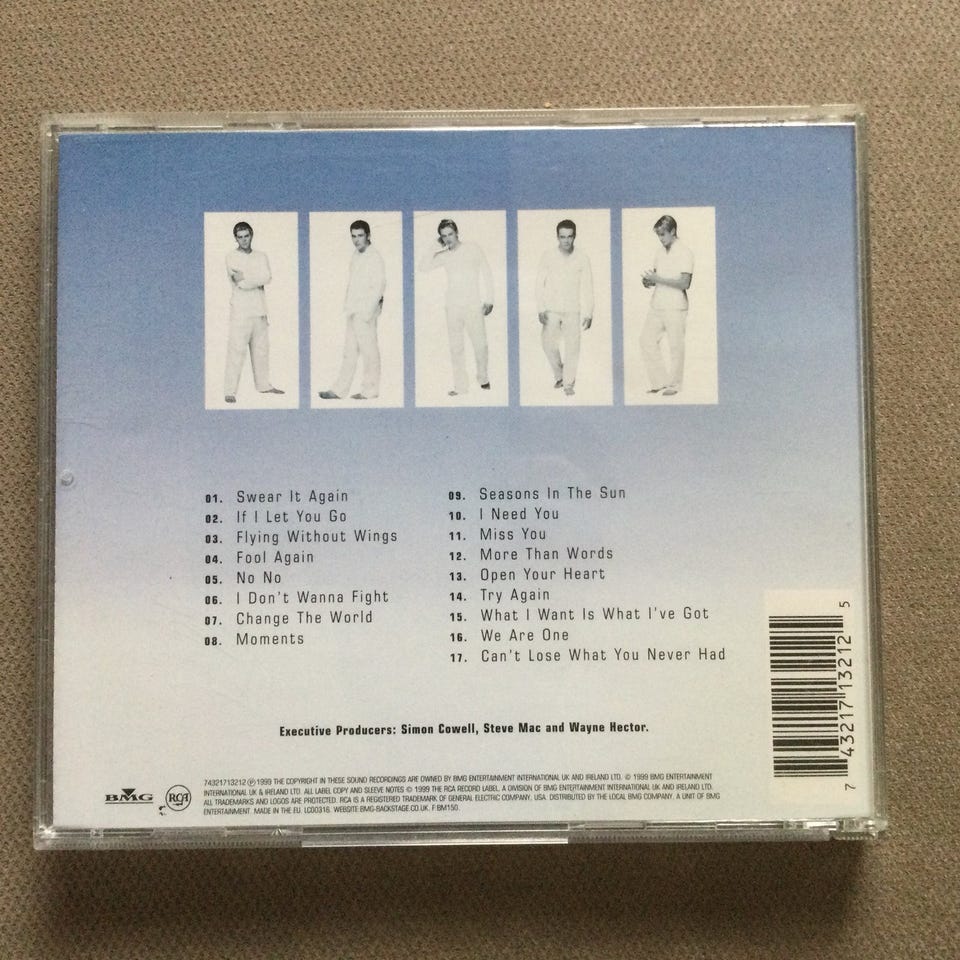 01. Swear It Again
02. If I Let You Go
03. Flying Without Wings
04. Fool Again
05. No No
06. I Don't Wanna Fight
07. Change The World
08. Moments
09. Seasons In The Sun
10. I Need You
11. Miss You
12. More Than Words
13. Open Your Heart
14. Try Again
15. What I Want Is What I've Got
16. We Are One
17. Can't Lose What You Never Had
Executive Producers: Simon Cowell, Steve Mac and Wayne Hector.
BMG
RCA
74321713212 ℗ 1999 THE COPYRIGHT IN THESE SOUND RECORDINGS ARE OWNED BY BMG ENTERTAINMENT INTERNATIONAL UK AND IREALND LTD. © 1999 BMG ENTERTAINMENT
INTERNATIONAL UK & IRELAND LTD. ALL LABEL COPY AND SLEEVE NOTES © 1999 THE RCA RECORD LABEL, A DIVISION OF BMG ENTERTAINMENT INTERNATIONAL UK AND IRELAND LTD.
ALL TRADEMARKS AND LOGOS ARE PROTECTED. RCA IS A REGISTERED TRADEMARK OF GENERAL ELECTRIC COMPANY, USA. DISTRIBUTED BY THE LOCAL BMG COMPANY, A UNIT OF BMG
ENTERTAINMENT. MADE IN THE EU. LC00316. WEBSITE:BMG-BACKSTAGE.CO.UK. F:BM150.
7 43217 13212 5